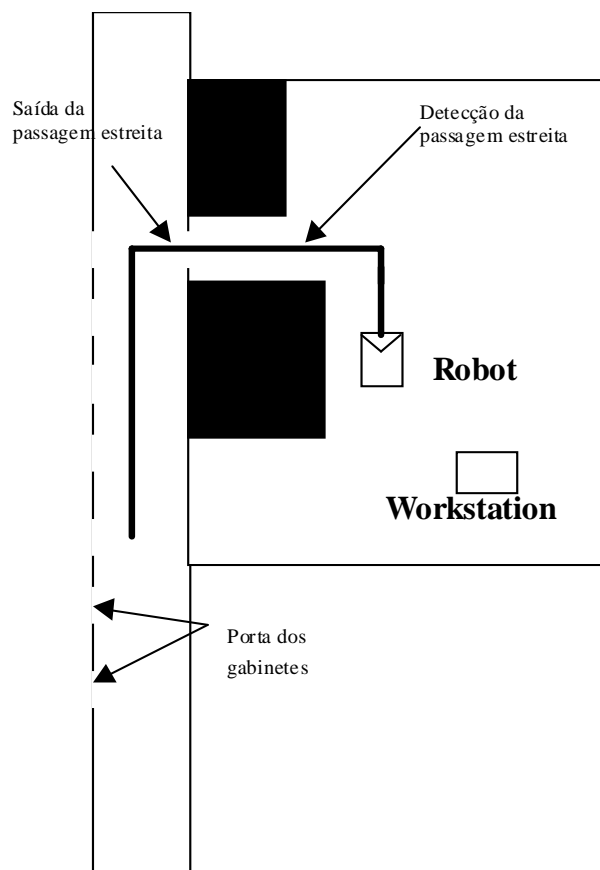 Saída da
passagem estreita
Detecção da
passagem estreita
Robot
Workstation
Porta dos
gabinetes